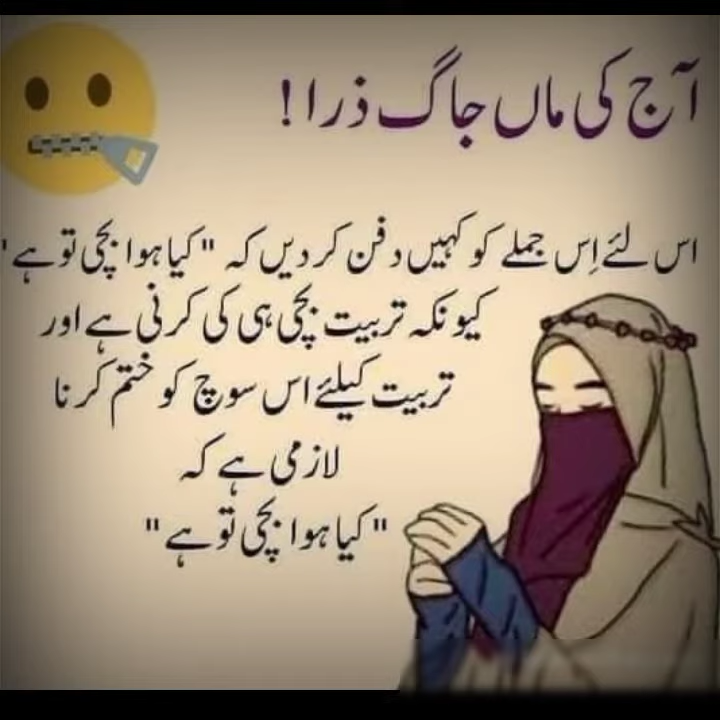 آج کی ماں جاگ ذرا!
اس لئے اِس جملے کو کہیں دفن کر دیں کہ "کیا ہوا بچی تو ہے"
کیونکہ تربیت بچی ہی کی کرنی ہے اور
تربیت کیلئے اس سوچ کو ختم کرنا
لازمی ہے کہ
"کیا ہوا بچی تو ہے"